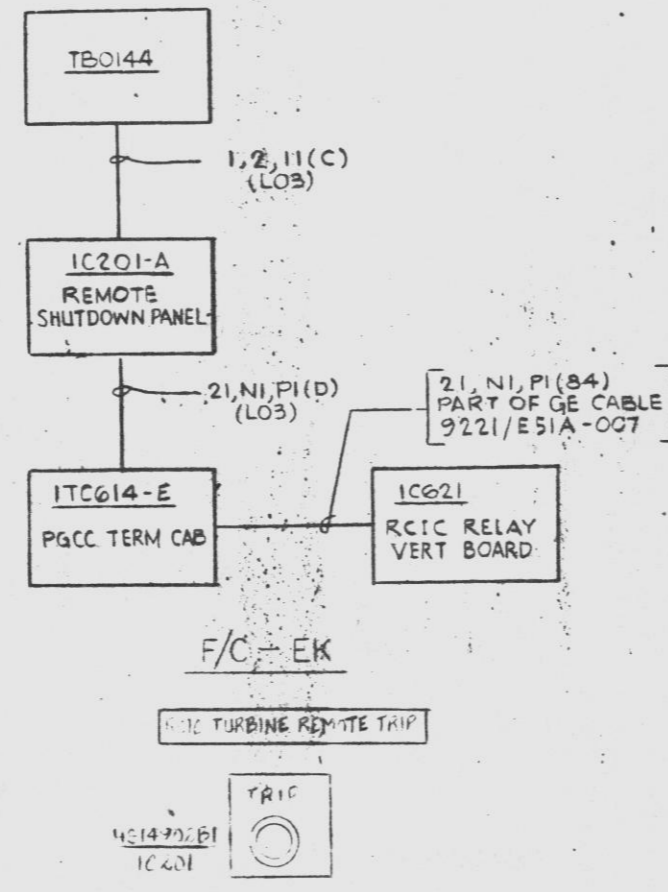 TB0144
1,2,11(C)
(L03)
1C201-A
REMOTE
SHUTDOWN PANEL
21,N1,P1(D)
(L03)
21, N1, P1(84)
PART OF GE CABLE
9221/E51A-007
1TC614-E
PGCC TERM CAB
1C621
RCIC RELAY
VERT BOARD
F/C - EK
RCIC TURBINE REMOTE TRIP
TRIP
1C201